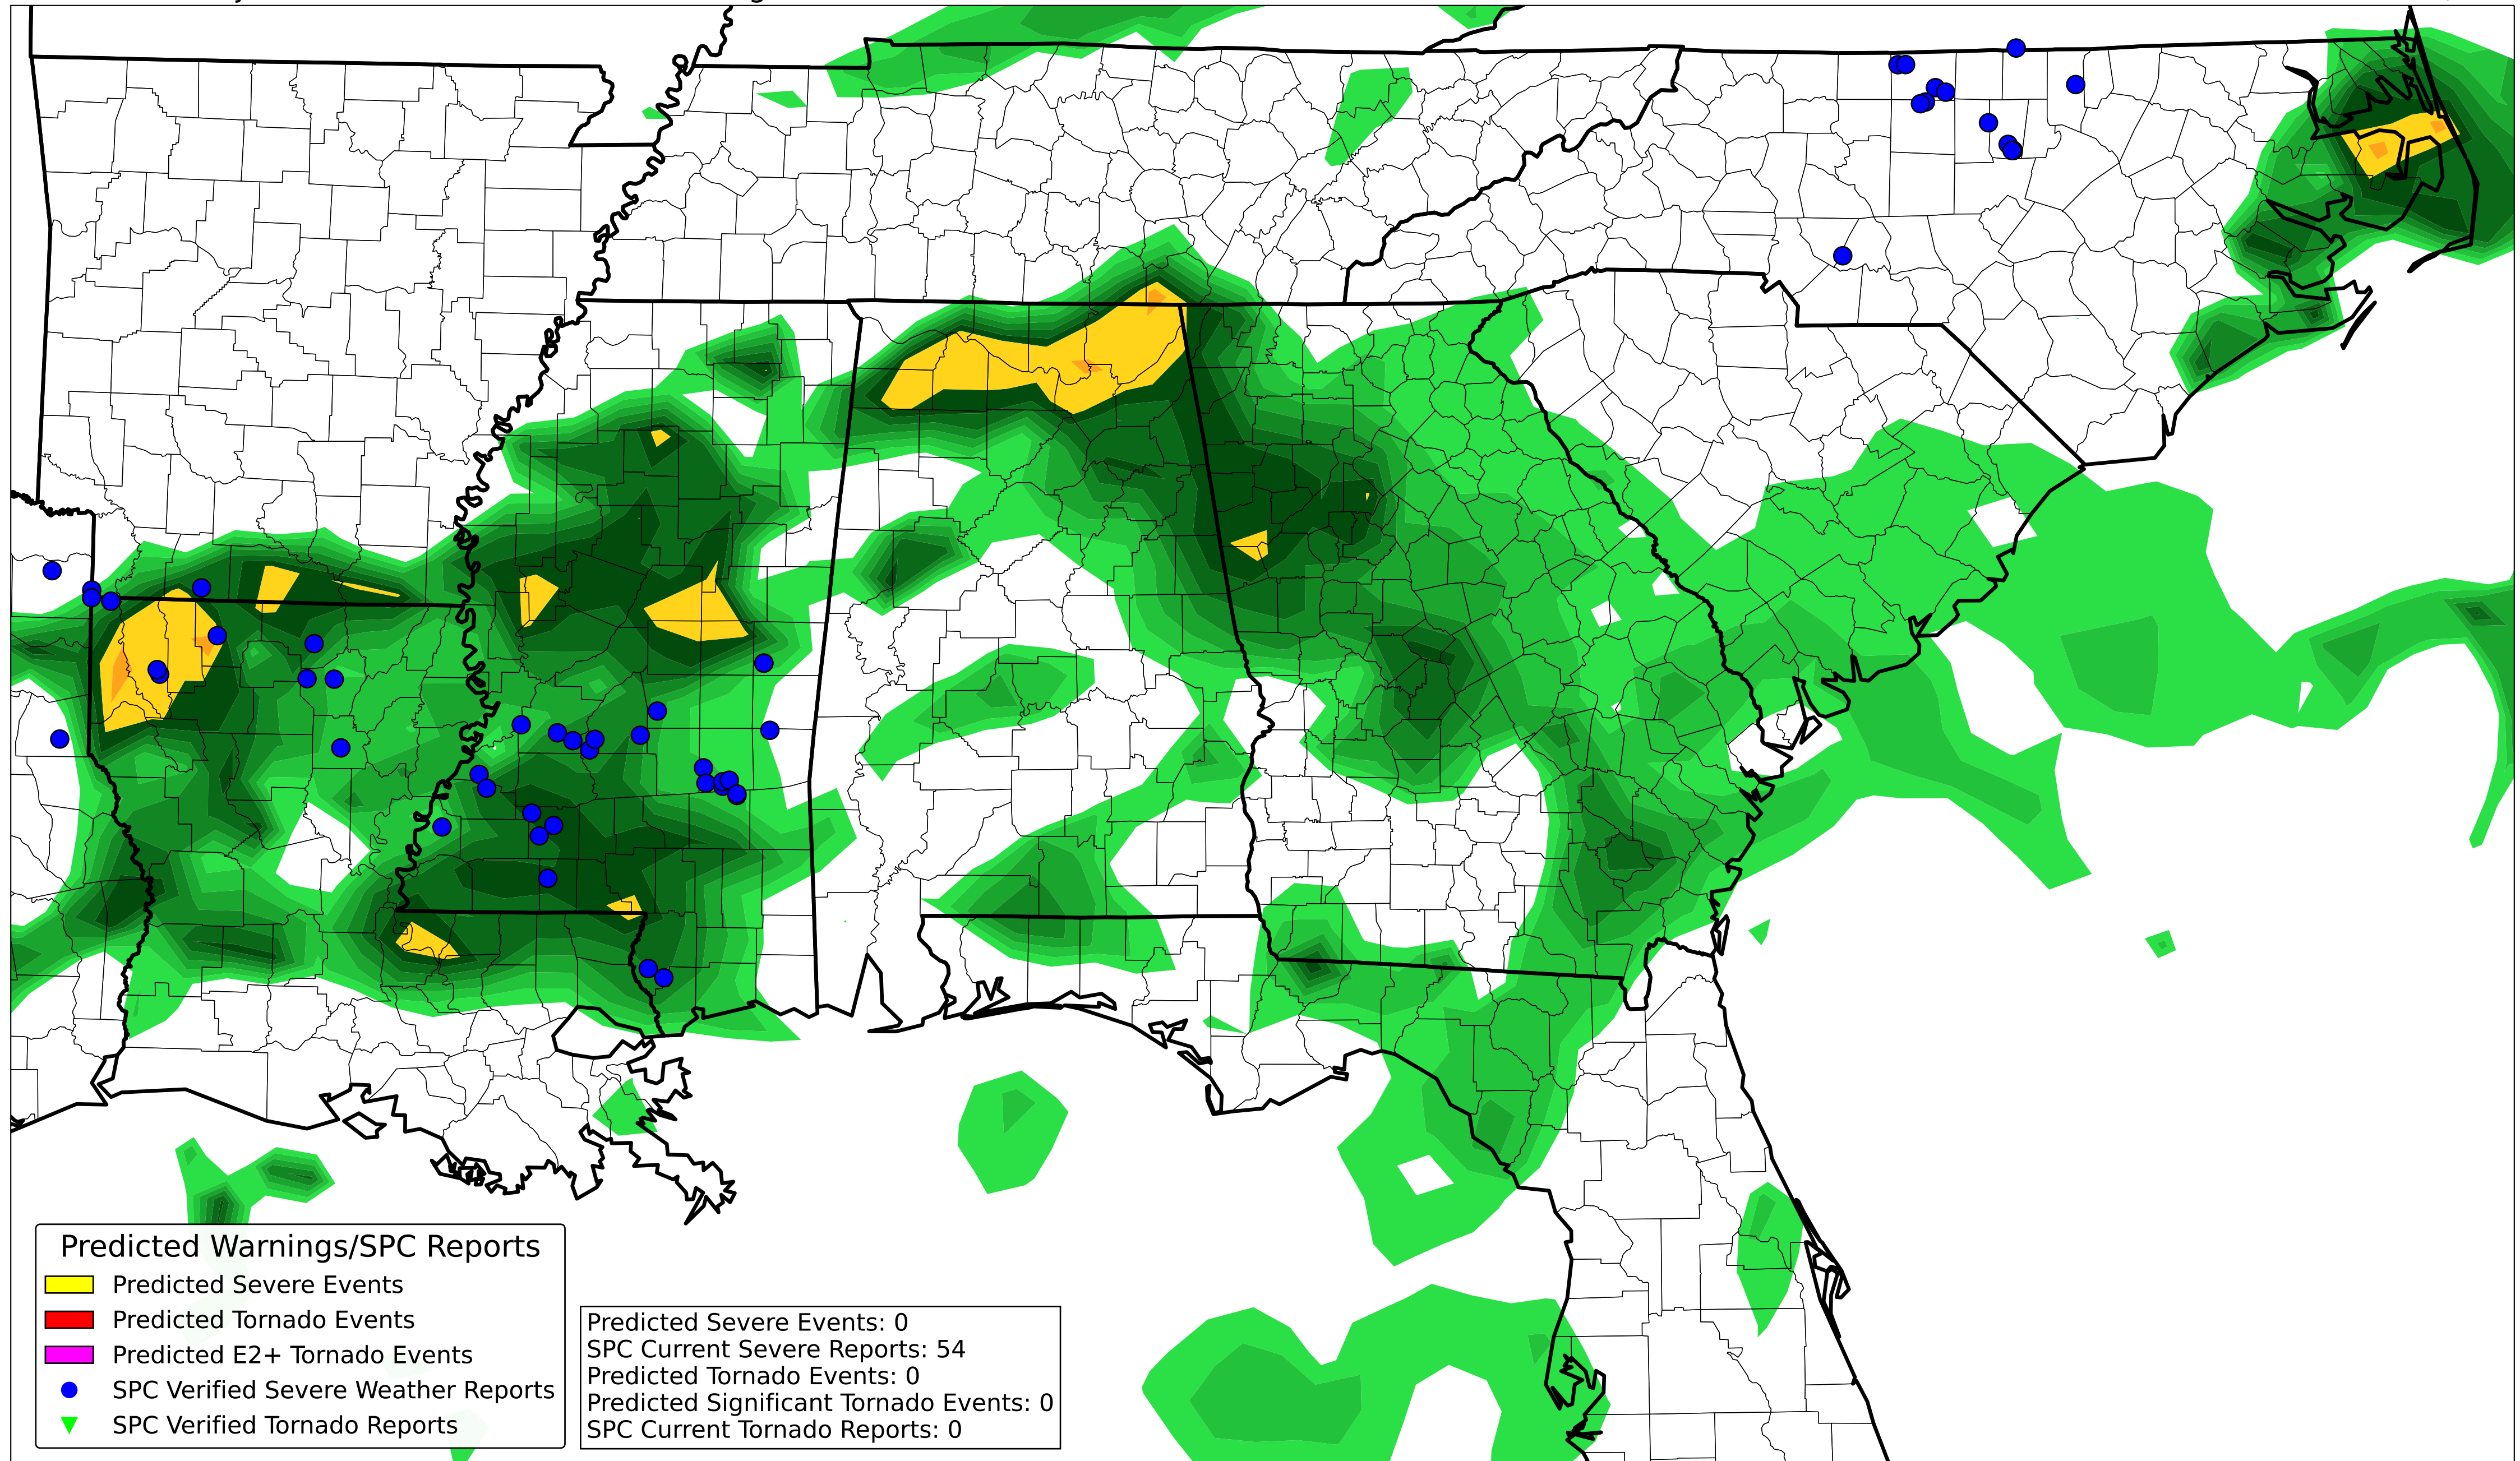 Predicted Warnings/SPC Reports
Predicted Severe Events
Predicted Tornado Events
Predicted E2+ Tornado Events
SPC Verified Severe Weather Reports
SPC Verified Tornado Reports
Predicted Severe Events: 0
SPC Current Severe Reports: 54
Predicted Tornado Events: 0
Predicted Significant Tornado Events: 0
SPC Current Tornado Reports: 0